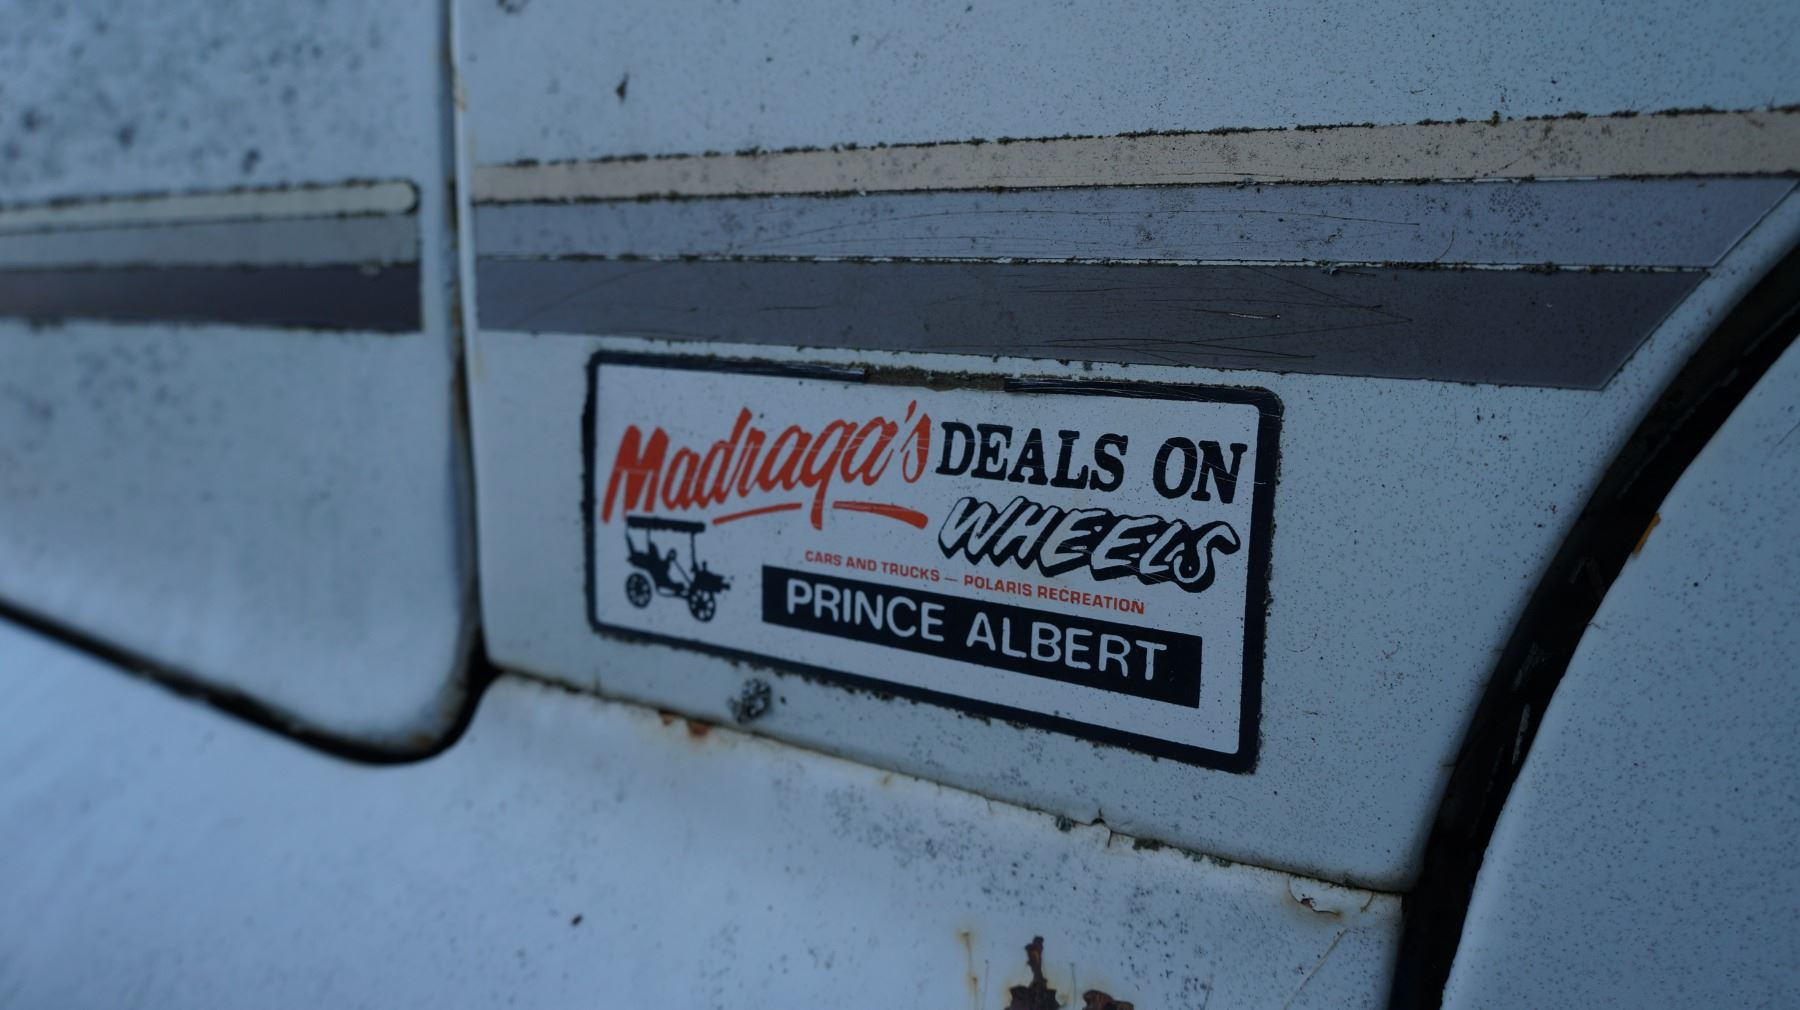 Madraga's DEALS ON
WHEELS
CARS AND TRUCKS — POLARIS RECREATION
PRINCE ALBERT